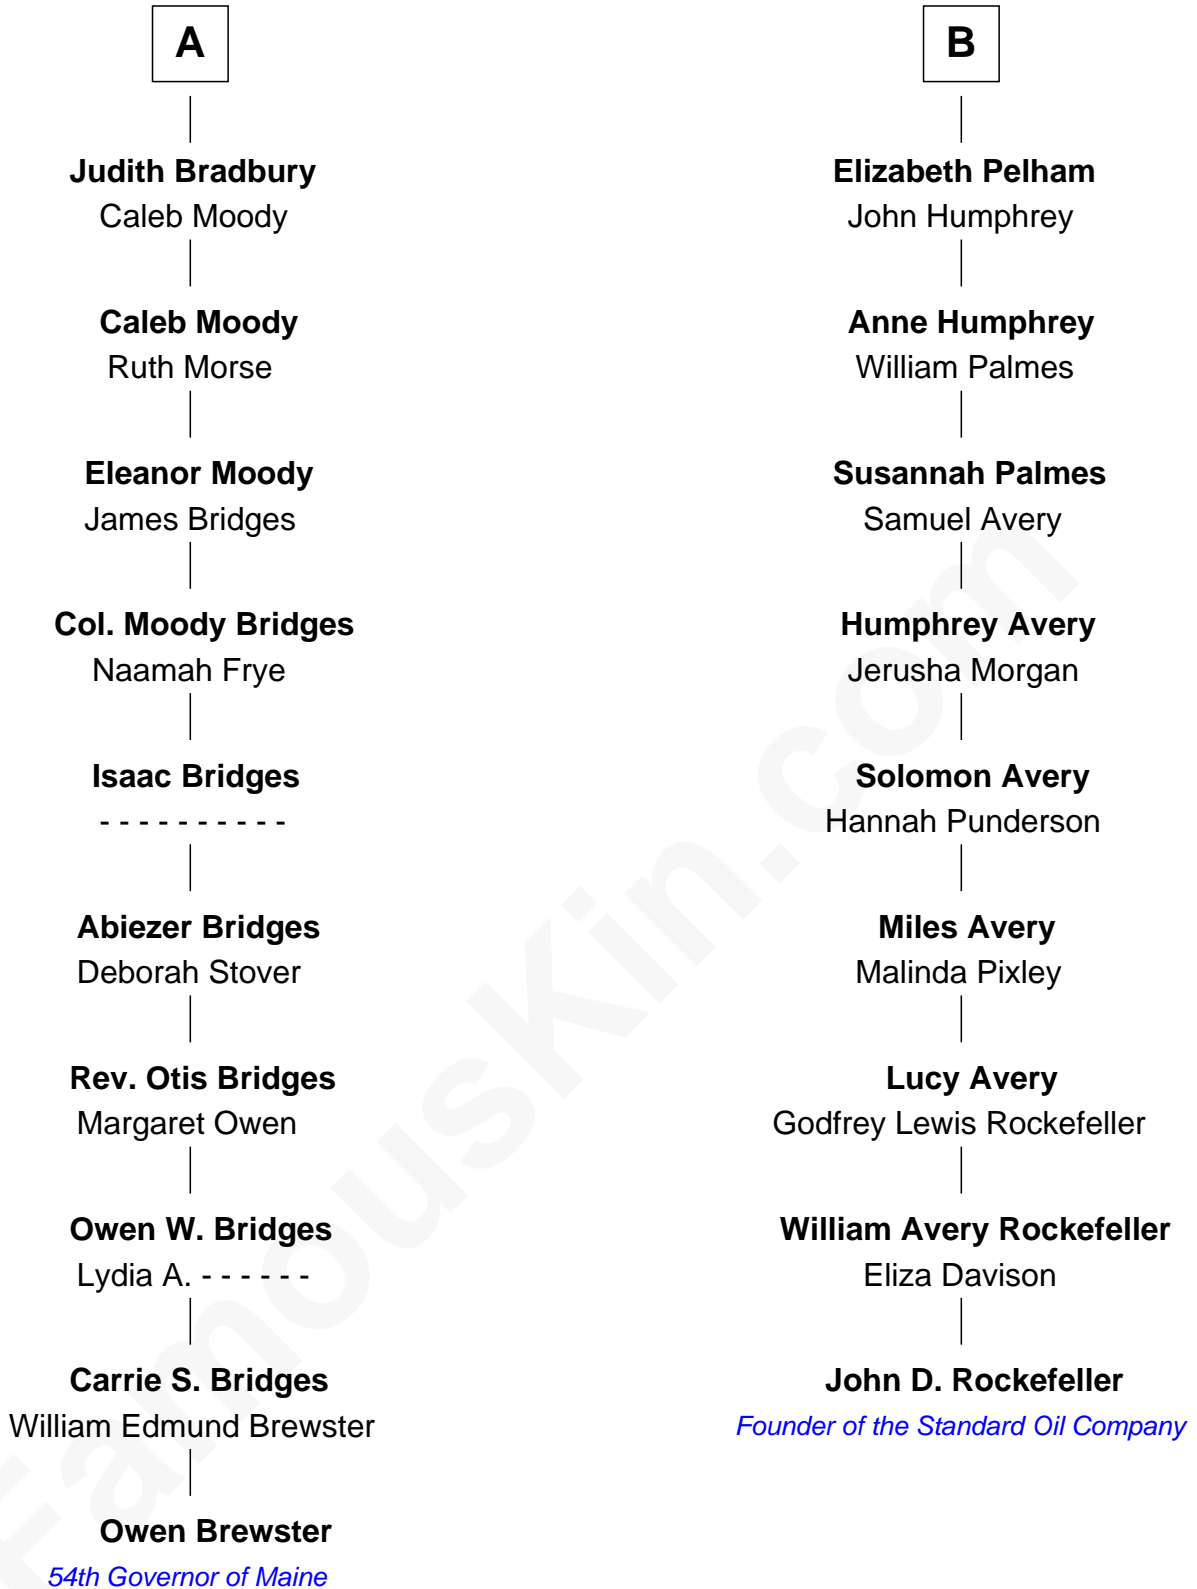 A
Judith Bradbury
Caleb Moody
Caleb Moody
Ruth Morse
Eleanor Moody
James Bridges
Col. Moody Bridges
Naamah Frye
Isaac Bridges
- - - - - - - - - -
Abiezer Bridges
Deborah Stover
Rev. Otis Bridges
Margaret Owen
Owen W. Bridges
Lydia A. - - - - - -
Carrie S. Bridges
William Edmund Brewster
Owen Brewster
54th Governor of Maine
B
Elizabeth Pelham
John Humphrey
Anne Humphrey
William Palmes
Susannah Palmes
Samuel Avery
Humphrey Avery
Jerusha Morgan
Solomon Avery
Hannah Punderson
Miles Avery
Malinda Pixley
Lucy Avery
Godfrey Lewis Rockefeller
William Avery Rockefeller
Eliza Davison
John D. Rockefeller
Founder of the Standard Oil Company
FamousKin.com